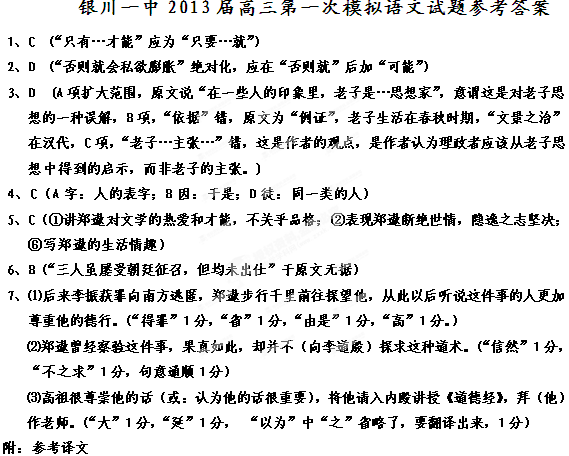 银川一中2013届高三第一次模拟语文试题参考答案
1、C（“只有…才能”应为“只要…就”）
2、D（“否则就会私欲膨胀”绝对化，应在“否则就”后加“可能”）
3、D （A项扩大范围，原文说“在一些人的印象里，老子是…思想家”，意谓这是对老子思
想的一种误解，B项，“依据”错，原文为“例证”，老子生活在春秋时期，“文景之治”
在汉代，C项，“老子…主张…”错，这是作者的观点，是作者认为理政者应该从老子思
想中得到的启示，而非老子的主张。）
4、C（A字：人的表字；B因：于是；D徒：同一类的人）
5、C（①讲郑遨对文学的热爱和才能，不关乎品格；②表现郑遨断绝世情，隐逸之志坚决；
⑥写郑遨的生活情趣）
6、B（“三人虽屡受朝廷征召，但均未出仕”于原文无据）
7、⑴后来李振获罪向南方逃匿，郑遨步行千里前往探望他，从此以后听说这件事的人更加
尊重他的德行。（“得罪”1分，“省”1分，“由是”1分，“高”1分。）
⑵郑遨曾经察验这件事，果真如此，却并不（向李道殷）探求这种道术。（“信然”1分，
“不之求”1分，句意通顺1分）
⑶高祖很尊崇他的话（或：认为他的话很重要），将他请入内殿讲授《道德经》，拜（他）
作老师。（“大”1分，“延”1分， “以为”中“之”省略了，要翻译出来，1分）
附：参考译文